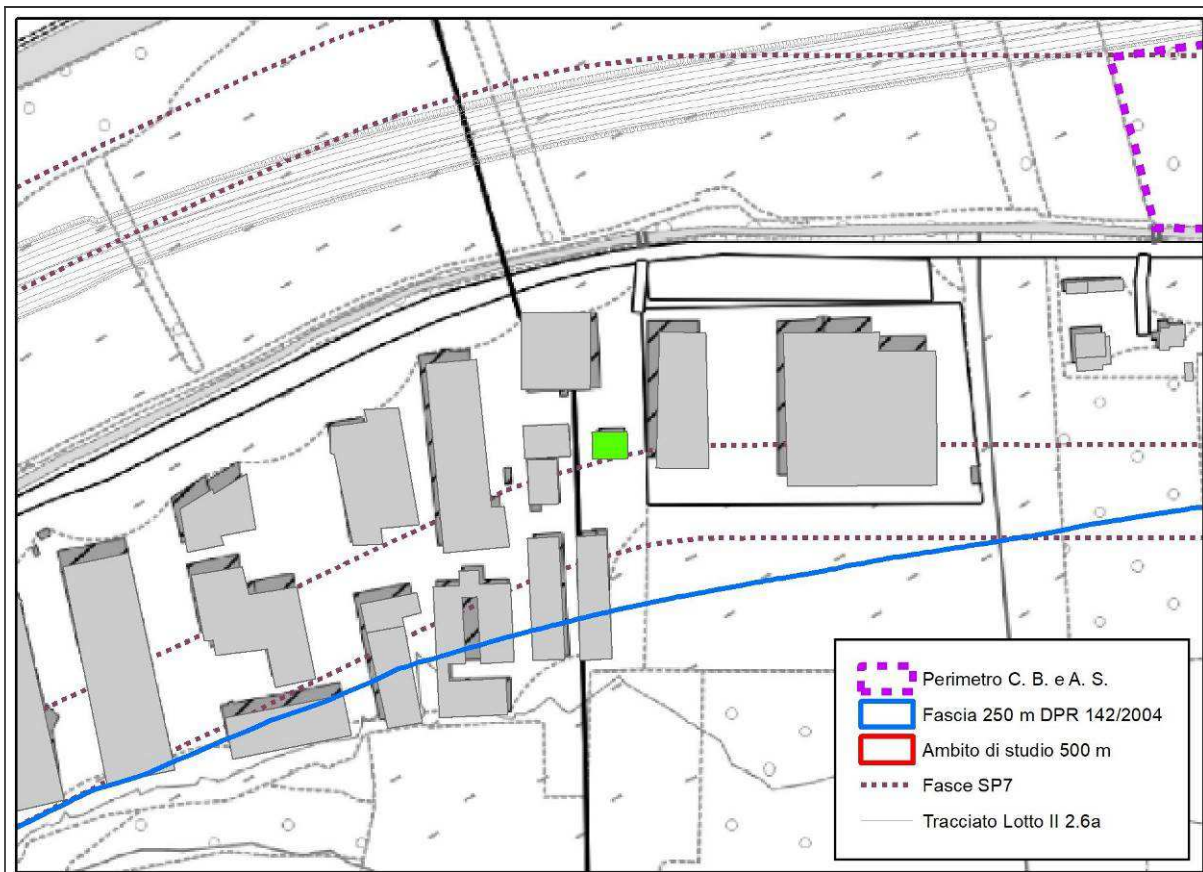 Perimetro C. B. e A. S.
Fascia 250 m DPR 142/2004
Ambito di studio 500 m
Fasce SP7
Tracciato Lotto II 2.6a